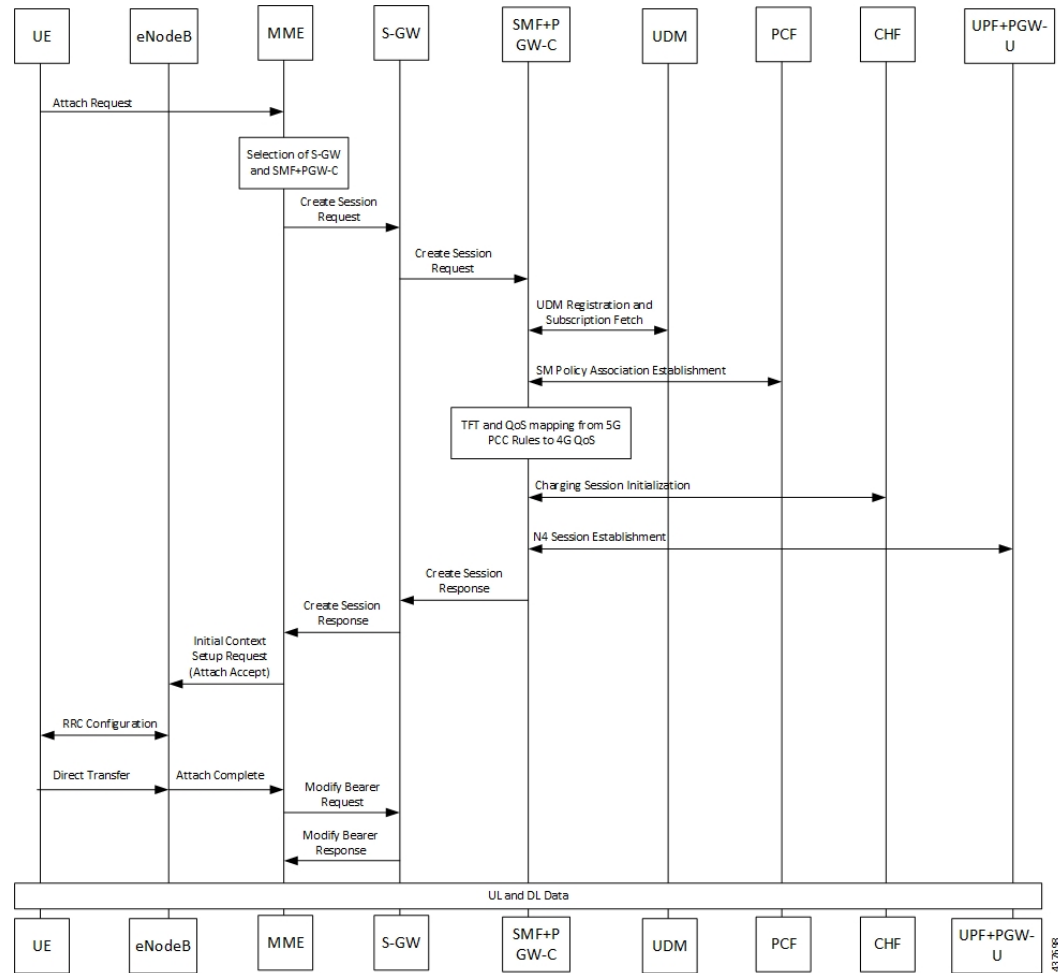 UE
eNodeB
MME
S-GW
SMF+P
GW-C
UDM
PCF
CHF
UPF+PGW-
U
Attach Request
Selection of S-GW
and SMF+PGW-C
Create Session
Request
Create Session
Request
UDM Registration and
Subscription Fetch
SM Policy Association Establishment
TFT and QoS mapping from 5G
PCC Rules to 4G QoS
Charging Session Initialization
N4 Session Establishment
Create Session
Response
Create Session
Response
Initial Context
Setup Request
(Attach Accept)
RRC Configuration
Direct Transfer
Attach Complete
Modify Bearer
Request
Modify Bearer
Response
UL and DL Data
UE
eNodeB
MME
S-GW
SMF+P
GW-C
UDM
PCF
CHF
UPF+PGW-
U
437698